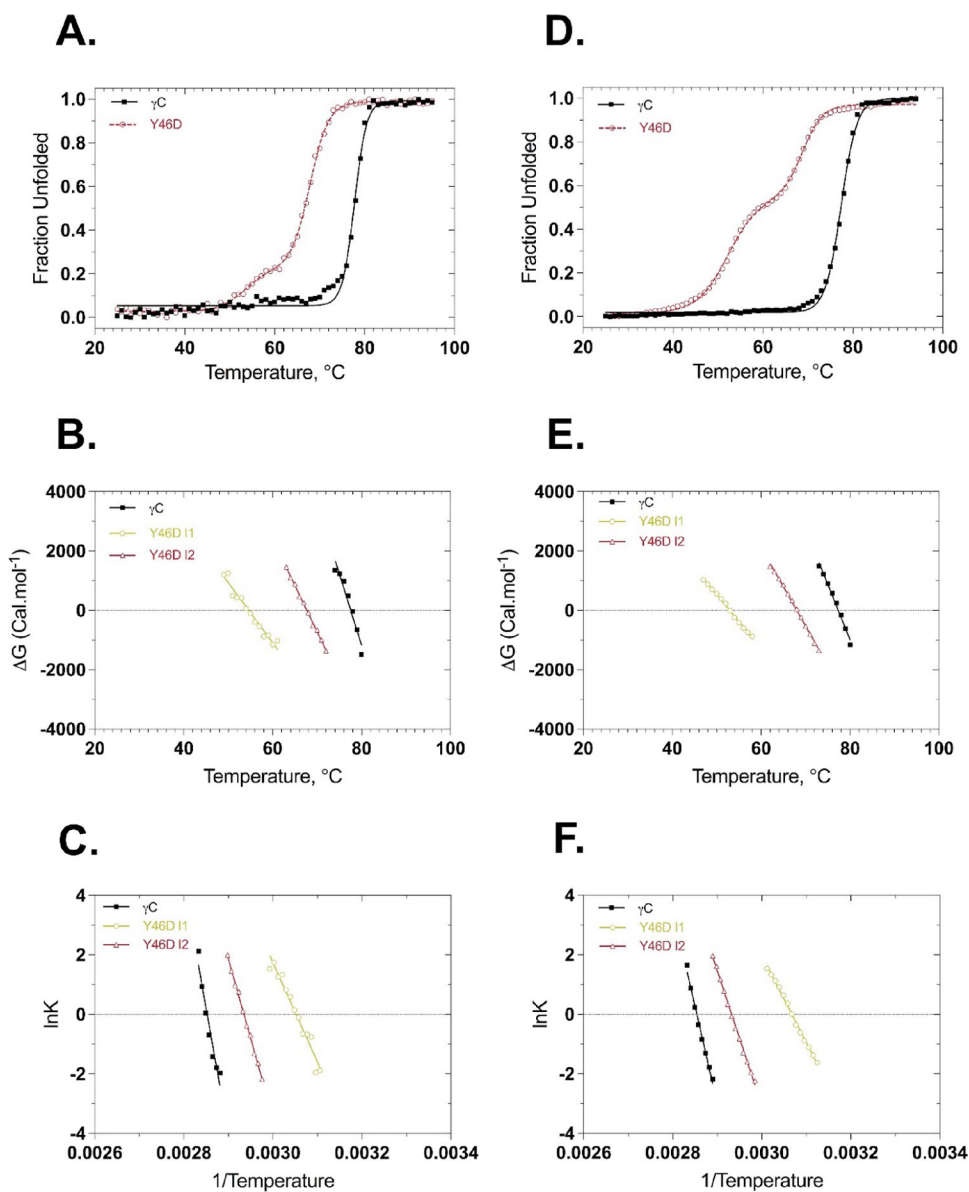 A.
γC
Y46D
Fraction Unfolded
1.0
0.8
0.6
0.4
0.2
0.0
20 40 60 80 100
Temperature, °C
D.
γC
Y46D
Fraction Unfolded
1.0
0.8
0.6
0.4
0.2
0.0
20 40 60 80 100
Temperature, °C
B.
γC
Y46D I1
Y46D I2
ΔG (Cal.mol-1)
4000
2000
0
-2000
-4000
20 40 60 80 100
Temperature, °C
E.
γC
Y46D I1
Y46D I2
ΔG (Cal.mol-1)
4000
2000
0
-2000
-4000
20 40 60 80 100
Temperature, °C
C.
γC
Y46D I1
Y46D I2
lnK
4
2
0
-2
-4
0.0026 0.0028 0.0030 0.0032 0.0034
1/Temperature
F.
γC
Y46D I1
Y46D I2
lnK
4
2
0
-2
-4
0.0026 0.0028 0.0030 0.0032 0.0034
1/Temperature